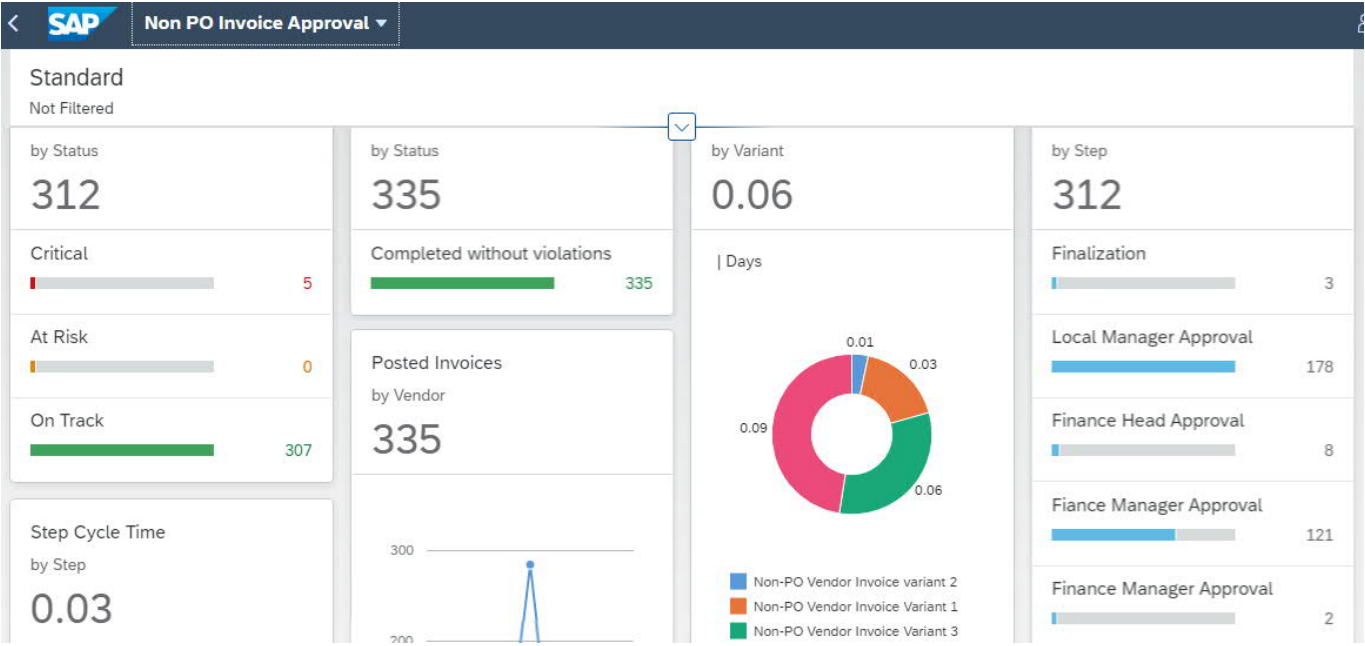 SAP
Non PO Invoice Approval
Standard
Not Filtered
by Status
312
Critical
5
At Risk
0
On Track
307
Step Cycle Time
by Step
0.03
by Status
335
Completed without violations
335
Posted Invoices
by Vendor
335
300
200
by Variant
0.06
| Days
0.01
0.03
0.09
0.06
Non-PO Vendor Invoice variant 2
Non-PO Vendor Invoice Variant 1
Non-PO Vendor Invoice Variant 3
by Step
312
Finalization
3
Local Manager Approval
178
Finance Head Approval
8
Fiance Manager Approval
121
Finance Manager Approval
2